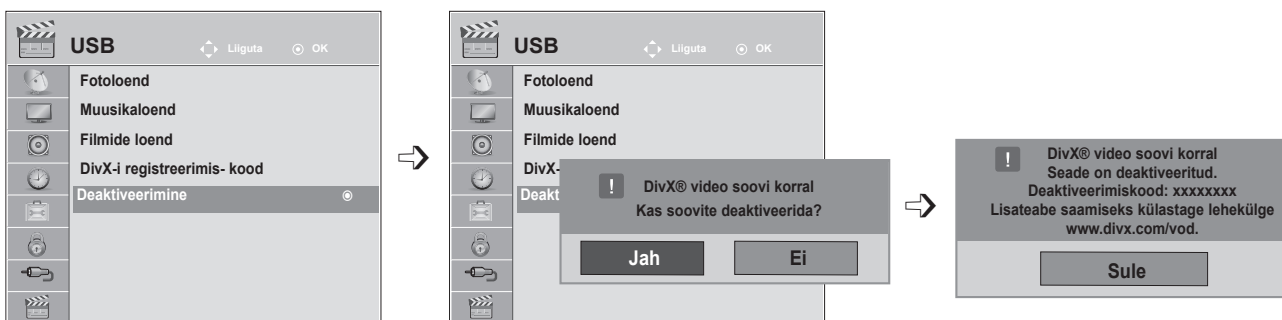 USB Liiguta OK
Fotoloend
Muusikaloend
Filmide loend
DivX-i registreerimis- kood
Deaktiveerimine
USB Liiguta OK
Fotoloend
Muusikaloend
Filmide loend
DivX-
Deakt
! DivX® video soovi korral
Kas soovite deaktiveerida?
Jah Ei
! DivX® video soovi korral
Seade on deaktiveeritud.
Deaktiveerimiskood: xxxxxxxx
Lisateabe saamiseks külastage lehekülge
www.divx.com/vod.
Sule